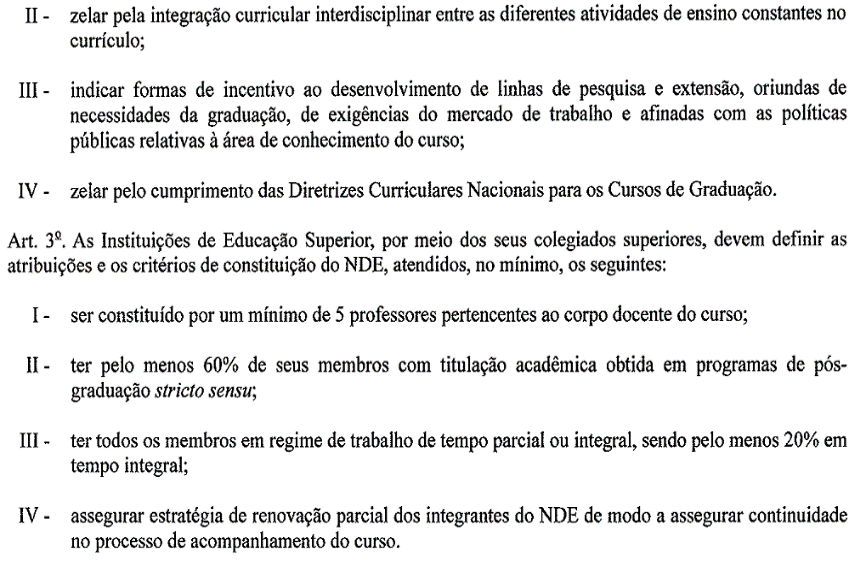 II - zelar pela integração curricular interdisciplinar entre as diferentes atividades de ensino constantes no
currículo;
III - indicar formas de incentivo ao desenvolvimento de linhas de pesquisa e extensão, oriundas de
necessidades da graduação, de exigências do mercado de trabalho e afinadas com as políticas
públicas relativas à área de conhecimento do curso;
IV - zelar pelo cumprimento das Diretrizes Curriculares Nacionais para os Cursos de Graduação.
Art. 3º. As Instituições de Educação Superior, por meio dos seus colegiados superiores, devem definir as
atribuições e os critérios de constituição do NDE, atendidos, no mínimo, os seguintes:
I - ser constituído por um mínimo de 5 professores pertencentes ao corpo docente do curso;
II - ter pelo menos 60% de seus membros com titulação acadêmica obtida em programas de pós-
graduação stricto sensu;
III - ter todos os membros em regime de trabalho de tempo parcial ou integral, sendo pelo menos 20% em
tempo integral;
IV - assegurar estratégia de renovação parcial dos integrantes do NDE de modo a assegurar continuidade
no processo de acompanhamento do curso.